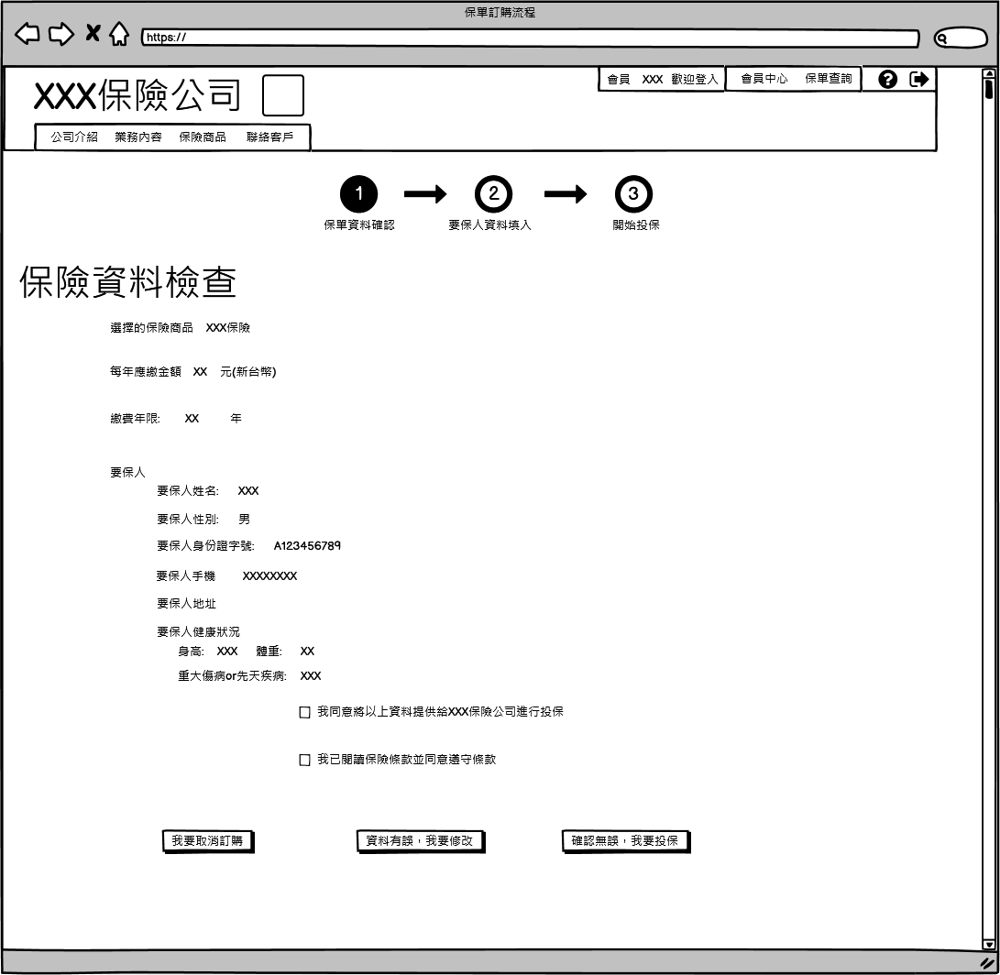 保單訂購流程
https://
XXX保險公司
會員 XXX 歡迎登入 會員中心 保單查詢 ?
公司介紹 業務內容 保險商品 聯絡客戶
1 2 3
保單資料確認 要保人資料填入 開始投保
保險資料檢查
選擇的保險商品 XXX保險
每年應繳金額 XX 元(新台幣)
繳費年限: XX 年
要保人
要保人姓名: XXX
要保人性別: 男
要保人身份證字號: A123456789
要保人手機 XXXXXXXX
要保人地址
要保人健康狀況
身高: XXX 體重: XX
重大傷病or先天疾病: XXX
我同意將以上資料提供給XXX保險公司進行投保
我已閱讀保險條款並同意遵守條款
我要取消訂購 資料有誤，我要修改 確認無誤，我要投保